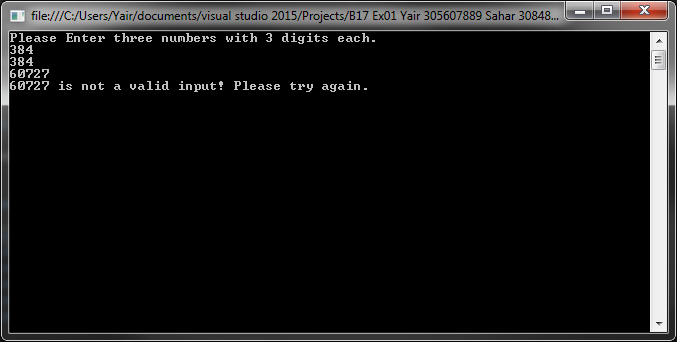 file:///C:/Users/Yair/documents/visual studio 2015/Projects/B17 Ex01 Yair 305607889 Sahar 30848...
Please Enter three numbers with 3 digits each.
384
384
60727
60727 is not a valid input! Please try again.